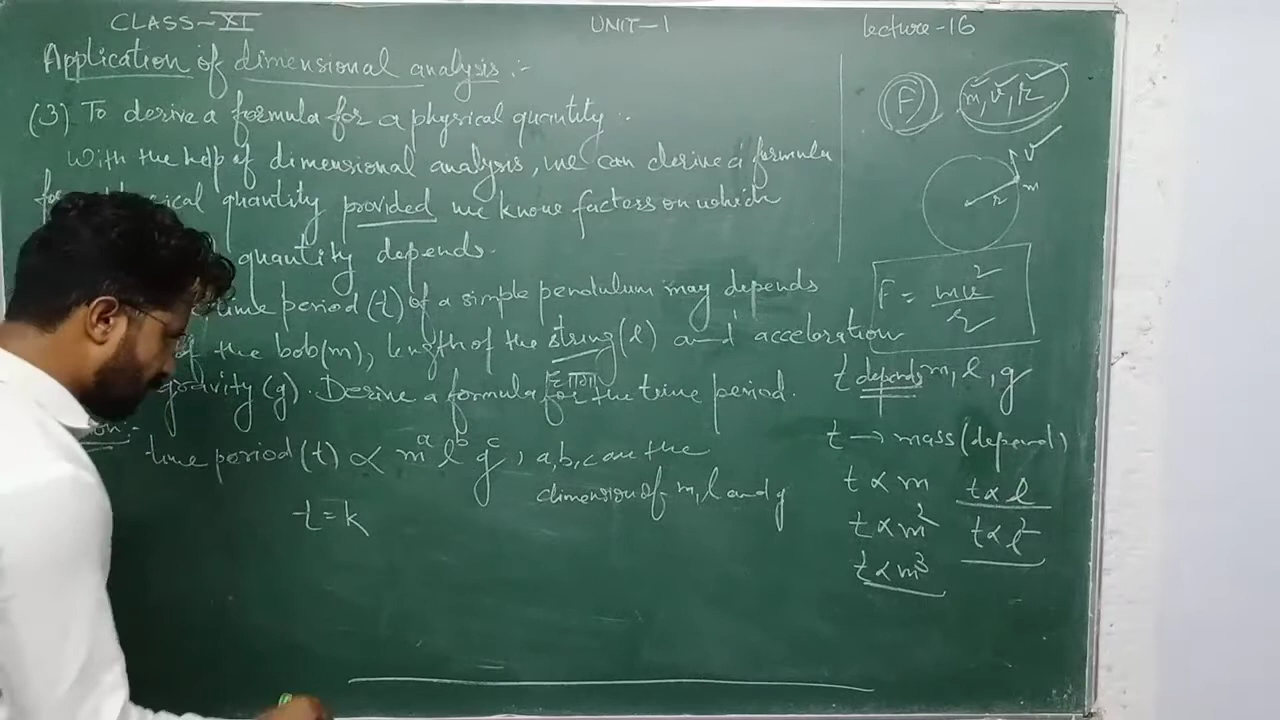 CLASS-XI
UNIT-1
Lecture-16
Application of dimensional analysis :-
(3) To derive a formula for a physical quantity :-
With the help of dimensional analysis, we can derive a formula
quantity provided we know factors on which
quantity depends.
time period (t) of a simple pendulum may depends
of the bob(m), length of the string(l) and acceleration
gravity (g). Derive a formula for the time period.
time period (t) ∝ m^a l^b g^c, a, b, c are the
dimension of m, l and g
t = k
F m, v, r
v
m
r
F = mv²/r
t depends m, l, g
t → mass (depend)
t ∝ m t ∝ l
t ∝ m² t ∝ l²
t ∝ m³